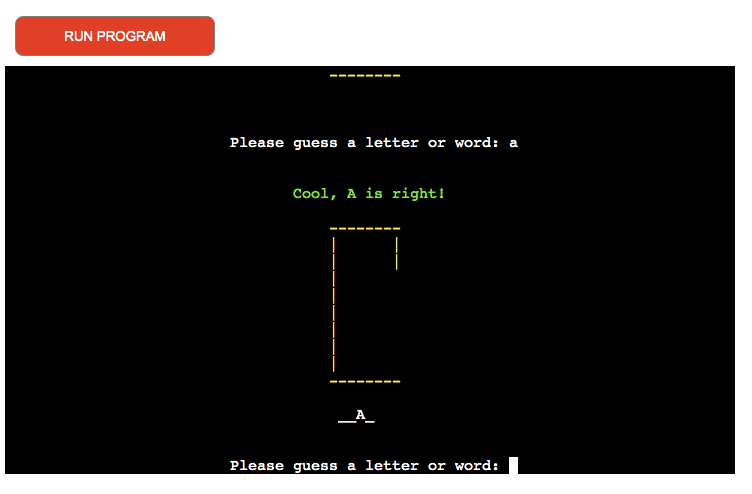 RUN PROGRAM
--------
Please guess a letter or word: a
Cool, A is right!
--------
|      |
|      |
|
|
|
|
|
|
--------
__A_
Please guess a letter or word: